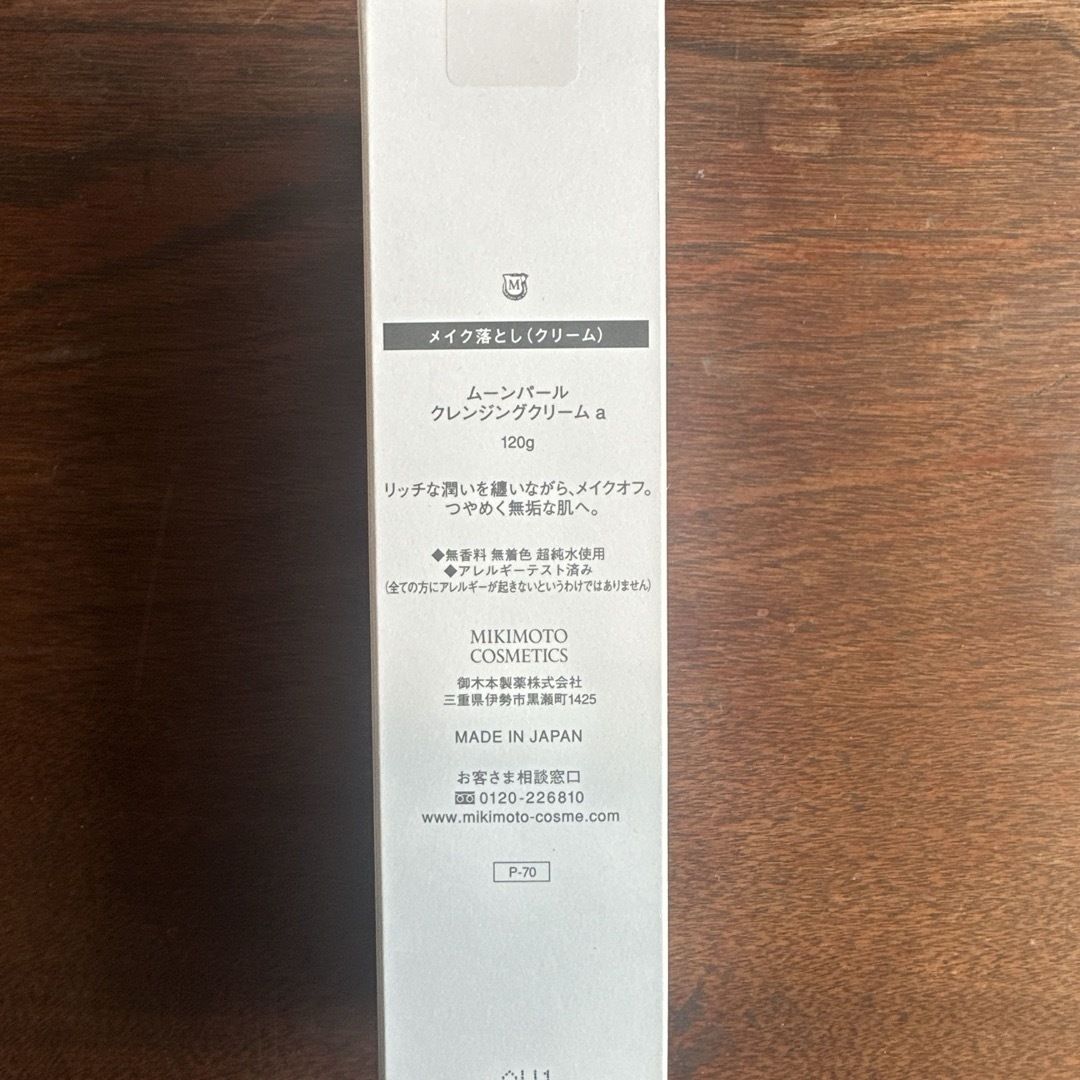 M
メイク落とし(クリーム)
ムーンパール
クレンジングクリーム a
120g
リッチな潤いを纏いながら、メイクオフ。
つやめく無垢な肌へ。
◆無香料 無着色 超純水使用
◆アレルギーテスト済み
(全ての方にアレルギーが起きないというわけではありません)
MIKIMOTO
COSMETICS
御木本製薬株式会社
三重県伊勢市黒瀬町1425
MADE IN JAPAN
お客さま相談窓口
0120-226810
www.mikimoto-cosme.com
P-70